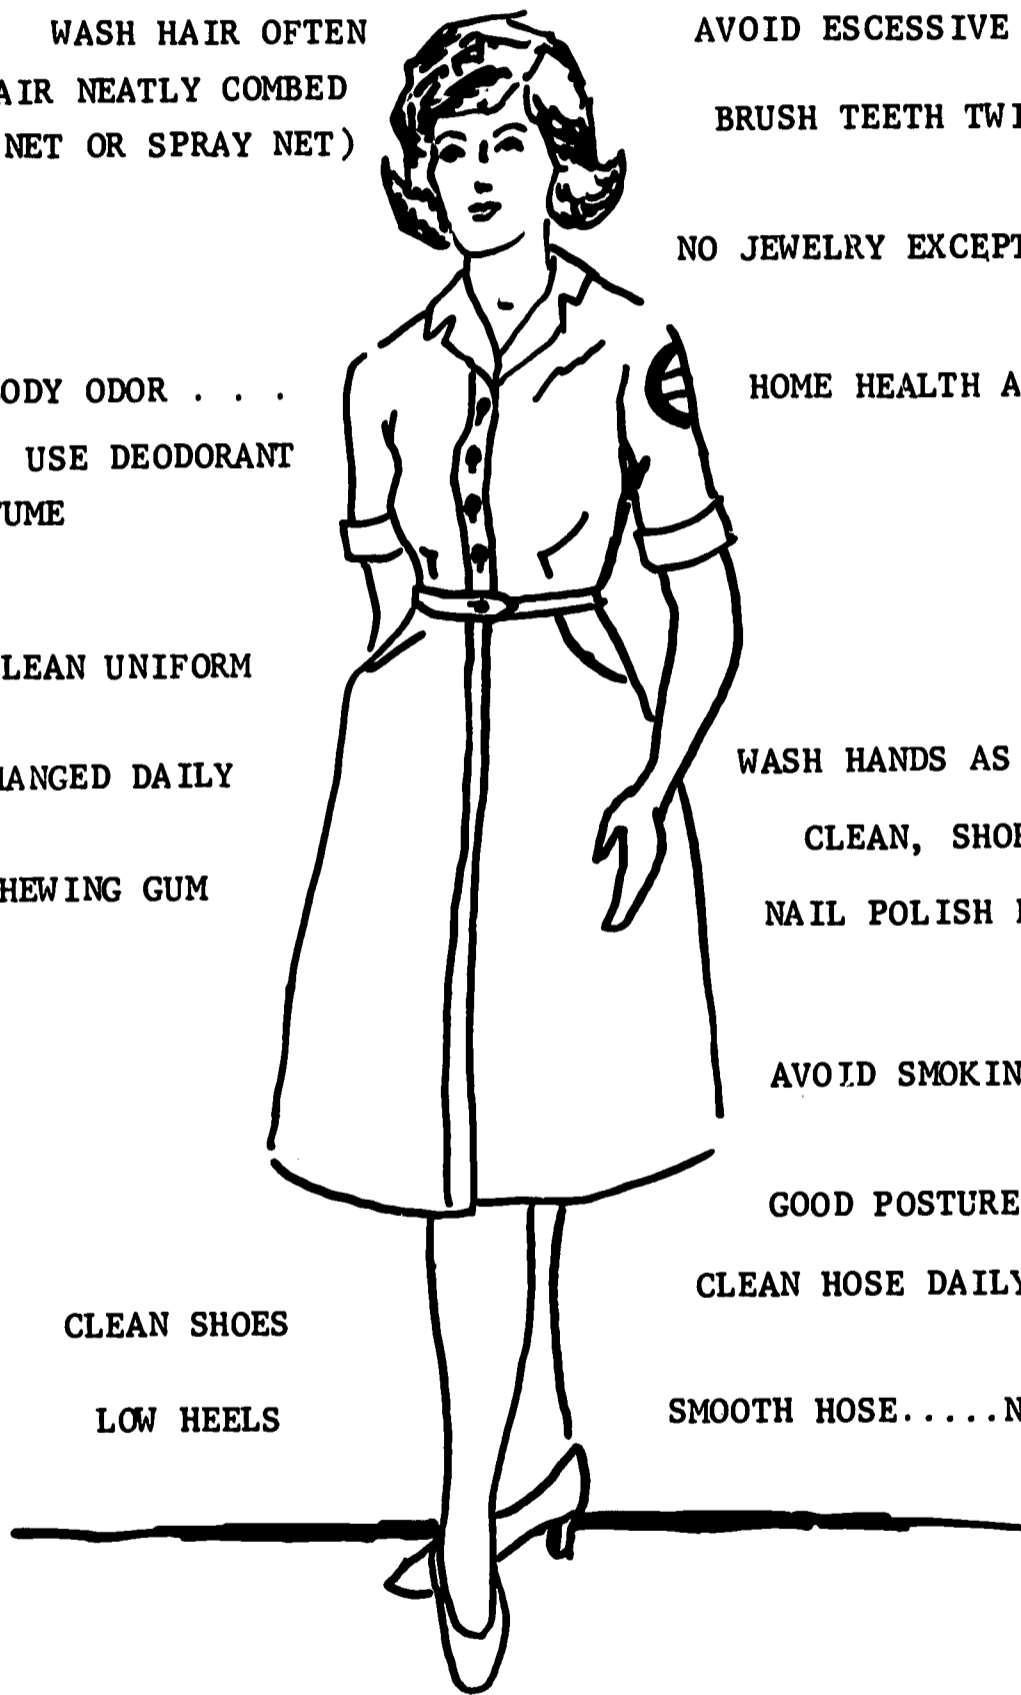 WASH HAIR OFTEN
AIR NEATLY COMBED
NET OR SPRAY NET)
ODY ODOR . . .
USE DEODORANT
UME
LEAN UNIFORM
ANGED DAILY
HEWING GUM
CLEAN SHOES
LOW HEELS
AVOID ESCESSIVE
BRUSH TEETH TWI
NO JEWELRY EXCEPT
HOME HEALTH A
WASH HANDS AS
CLEAN, SHOR
NAIL POLISH
AVOID SMOKIN
GOOD POSTURE
CLEAN HOSE DAILY
SMOOTH HOSE.....N